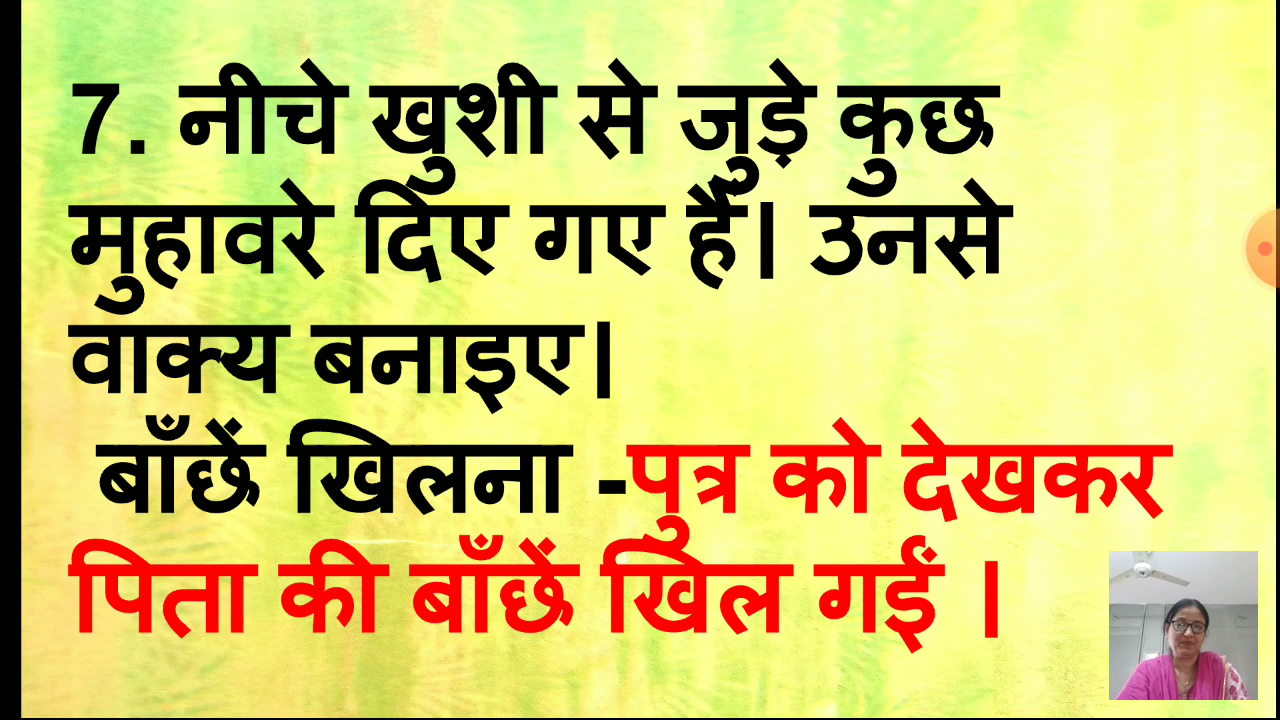 7. नीचे खुशी से जुड़े कुछ
मुहावरे दिए गए हैं। उनसे
वाक्य बनाइए।
बाँछें खिलना -पुत्र को देखकर
पिता की बाँछें खिल गईं ।